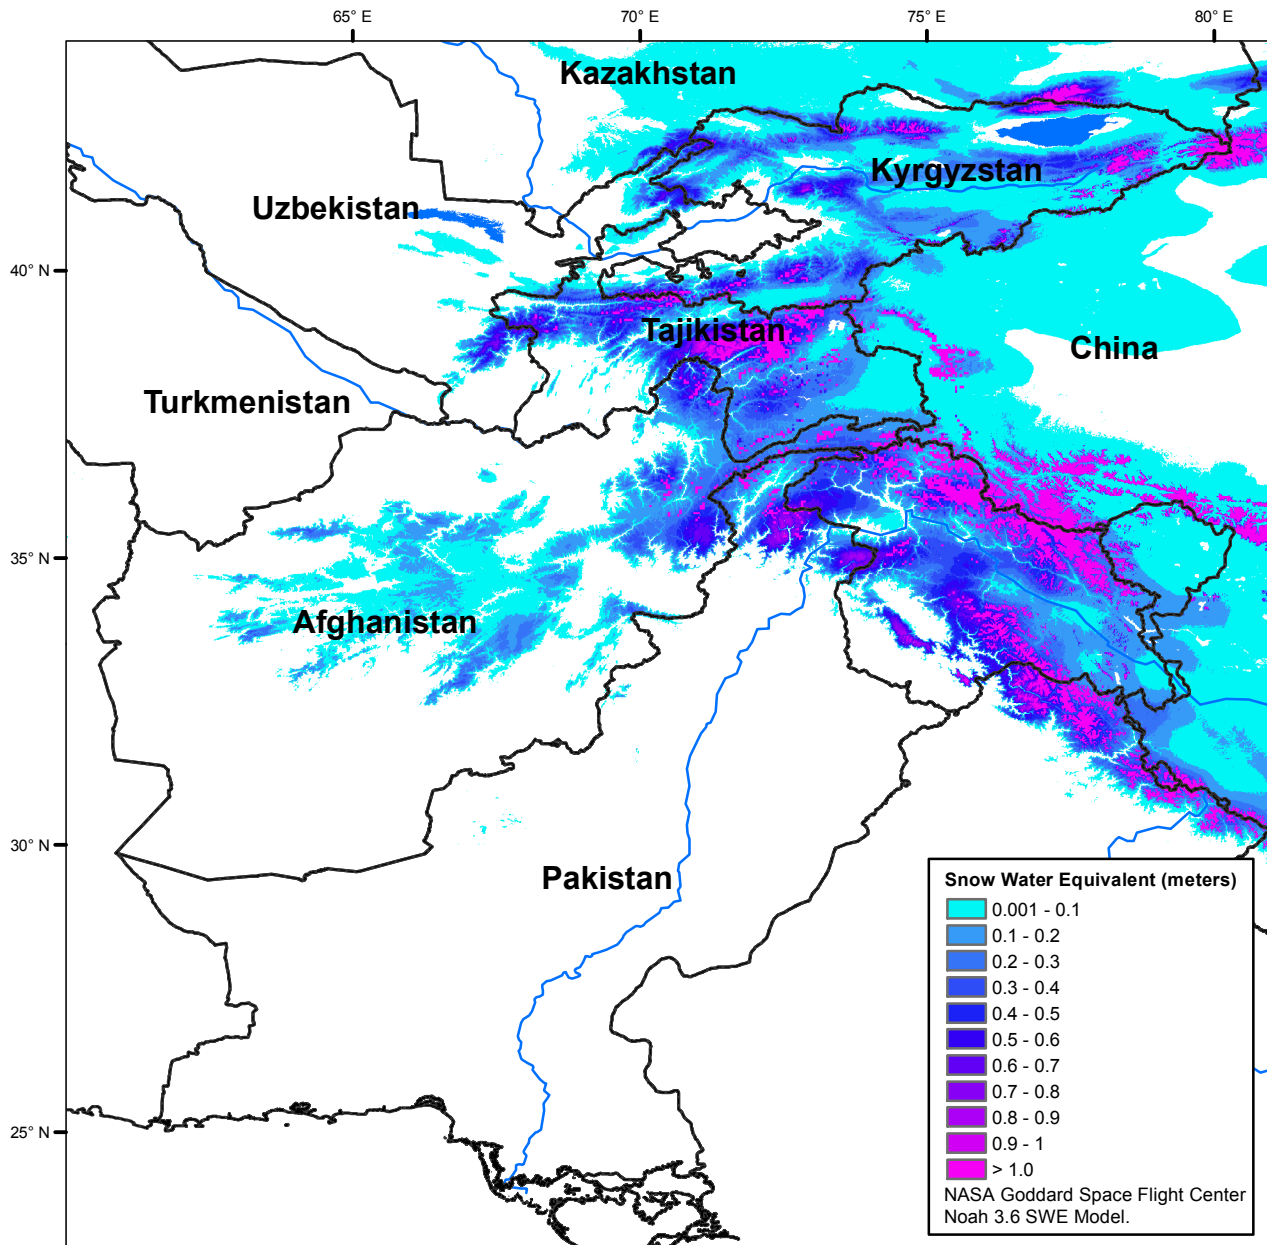 65° E
70° E
75° E
80° E
Kazakhstan
Kyrgyzstan
Uzbekistan
40° N
Tajikistan
China
Turkmenistan
35° N
Afghanistan
30° N
Pakistan
25° N
Snow Water Equivalent (meters)
0.001 - 0.1
0.1 - 0.2
0.2 - 0.3
0.3 - 0.4
0.4 - 0.5
0.5 - 0.6
0.6 - 0.7
0.7 - 0.8
0.8 - 0.9
0.9 - 1
> 1.0
NASA Goddard Space Flight Center
Noah 3.6 SWE Model.